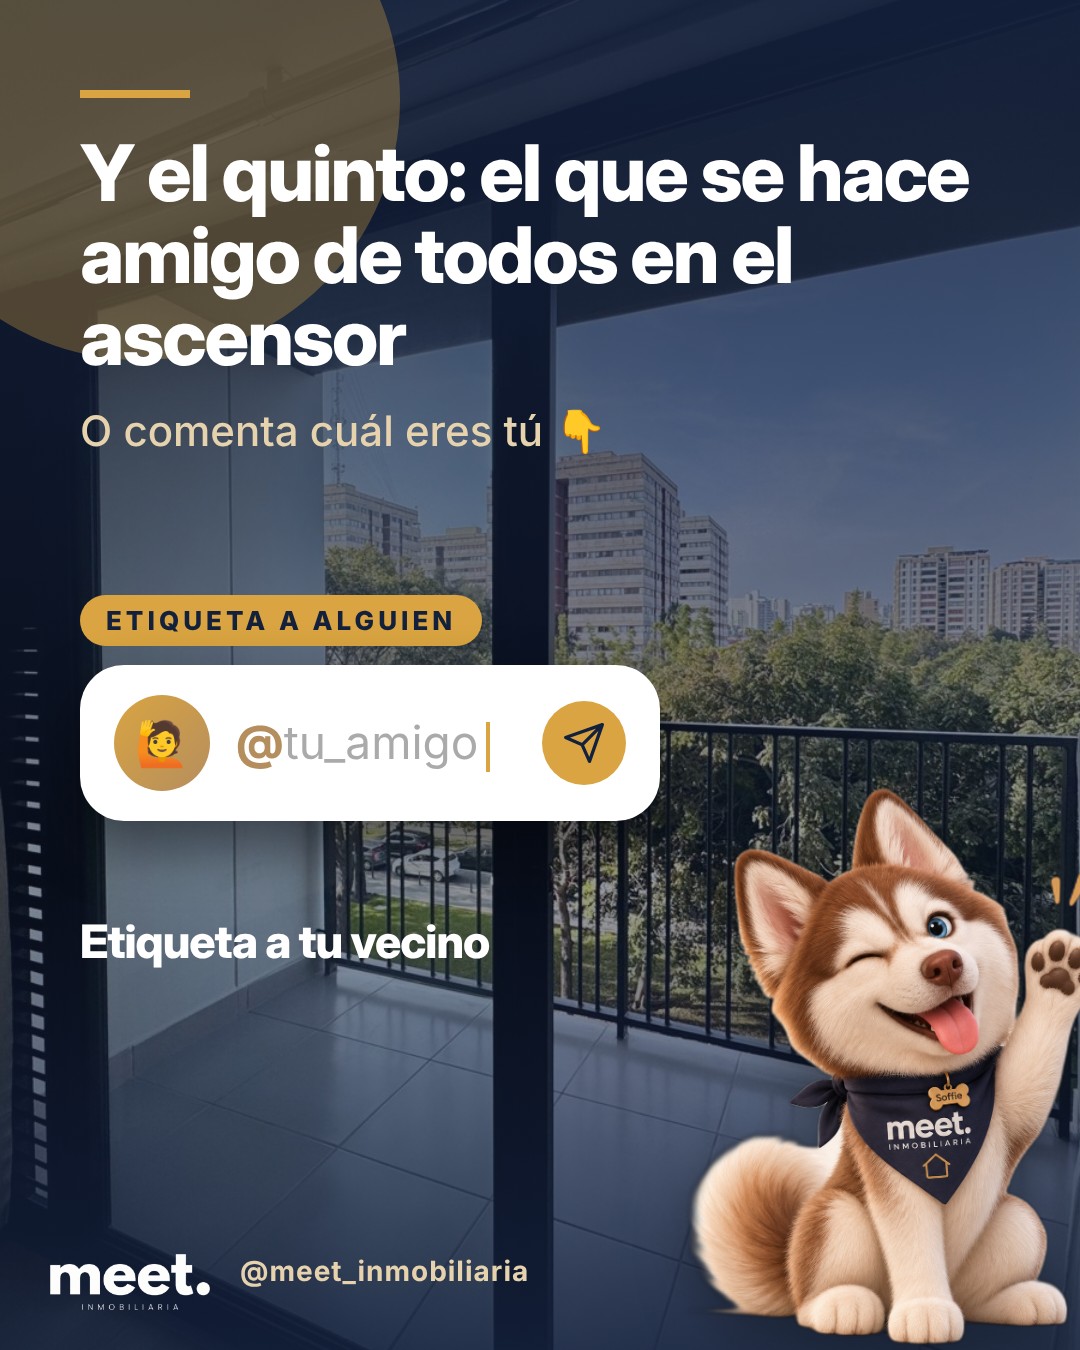 Y el quinto: el que se hace
amigo de todos en el
ascensor
O comenta cuál eres tú 👇
ETIQUETA A ALGUIEN
@tu_amigo
Etiqueta a tu vecino
Soffie
meet.
INMOBILIARIA
meet.
INMOBILIARIA
@meet_inmobiliaria